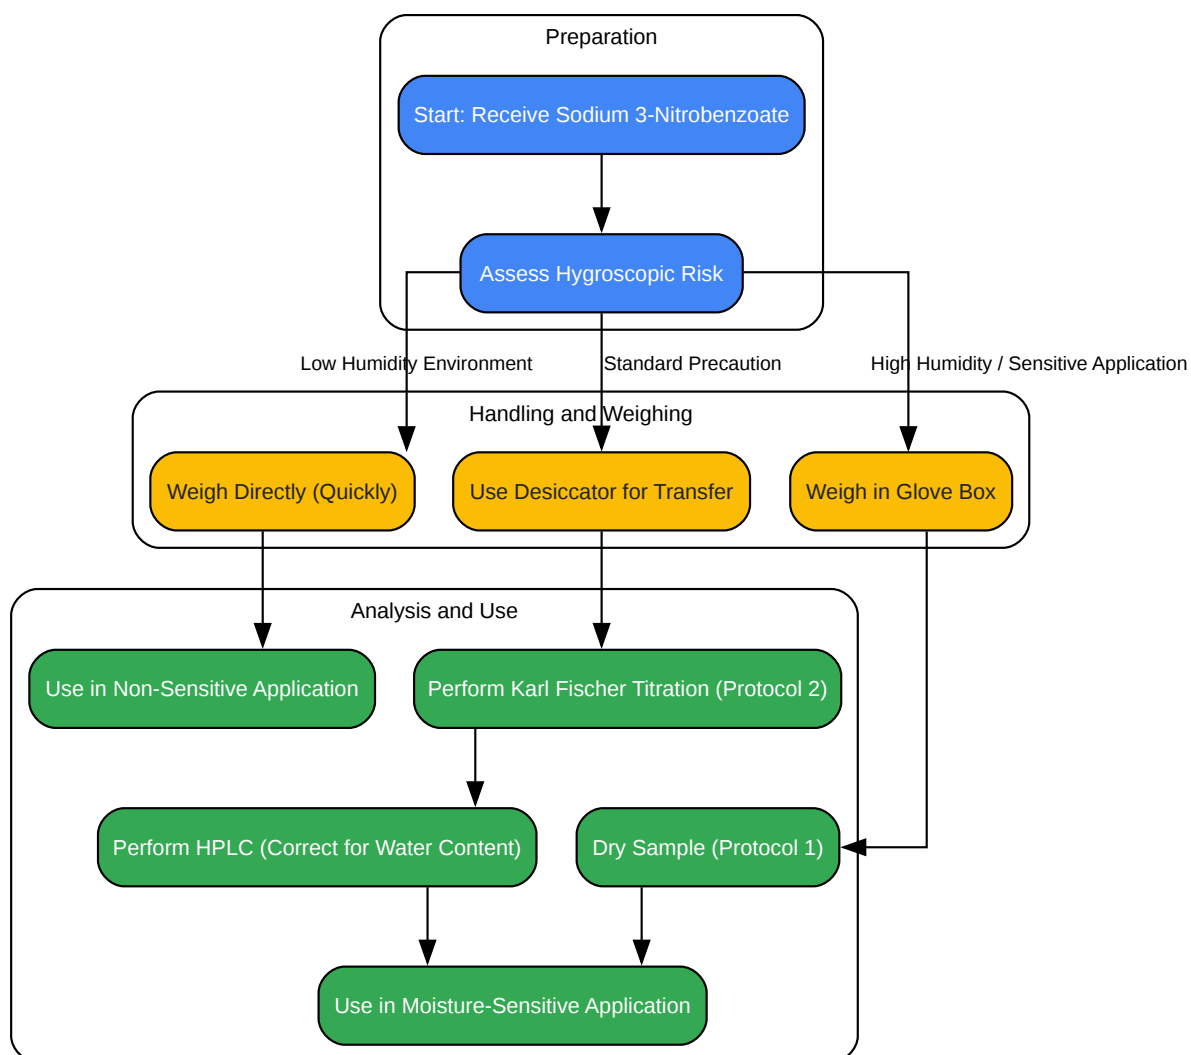 Preparation
Start: Receive Sodium 3-Nitrobenzoate
Assess Hygroscopic Risk
Low Humidity Environment
Standard Precaution
High Humidity / Sensitive Application
Handling and Weighing
Weigh Directly (Quickly)
Use Desiccator for Transfer
Weigh in Glove Box
Analysis and Use
Use in Non-Sensitive Application
Perform Karl Fischer Titration (Protocol 2)
Perform HPLC (Correct for Water Content)
Dry Sample (Protocol 1)
Use in Moisture-Sensitive Application